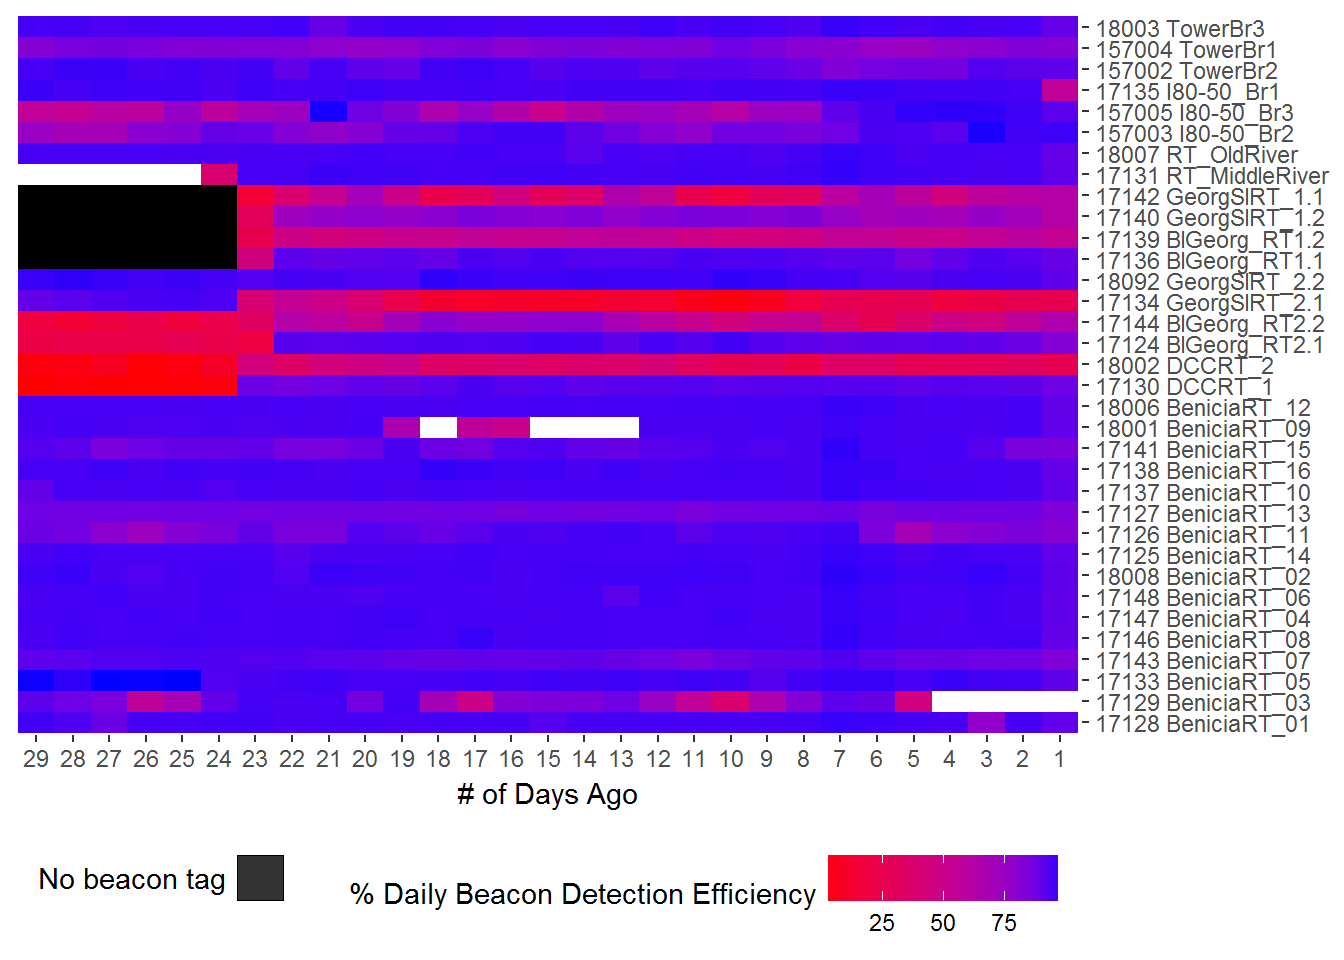 18003 TowerBr3
157004 TowerBr1
157002 TowerBr2
17135 I80-50_Br1
157005 I80-50_Br3
157003 I80-50_Br2
18007 RT_OldRiver
17131 RT_MiddleRiver
17142 GeorgSlRT_1.1
17140 GeorgSlRT_1.2
17139 BlGeorg_RT1.2
17136 BlGeorg_RT1.1
18092 GeorgSlRT_2.2
17134 GeorgSlRT_2.1
17144 BlGeorg_RT2.2
17124 BlGeorg_RT2.1
18002 DCCRT_2
17130 DCCRT_1
18006 BeniciaRT_12
18001 BeniciaRT_09
17141 BeniciaRT_15
17138 BeniciaRT_16
17137 BeniciaRT_10
17127 BeniciaRT_13
17126 BeniciaRT_11
17125 BeniciaRT_14
18008 BeniciaRT_02
17148 BeniciaRT_06
17147 BeniciaRT_04
17146 BeniciaRT_08
17143 BeniciaRT_07
17133 BeniciaRT_05
17129 BeniciaRT_03
17128 BeniciaRT_01
29 28 27 26 25 24 23 22 21 20 19 18 17 16 15 14 13 12 11 10 9 8 7 6 5 4 3 2 1
# of Days Ago
No beacon tag
% Daily Beacon Detection Efficiency
25 50 75